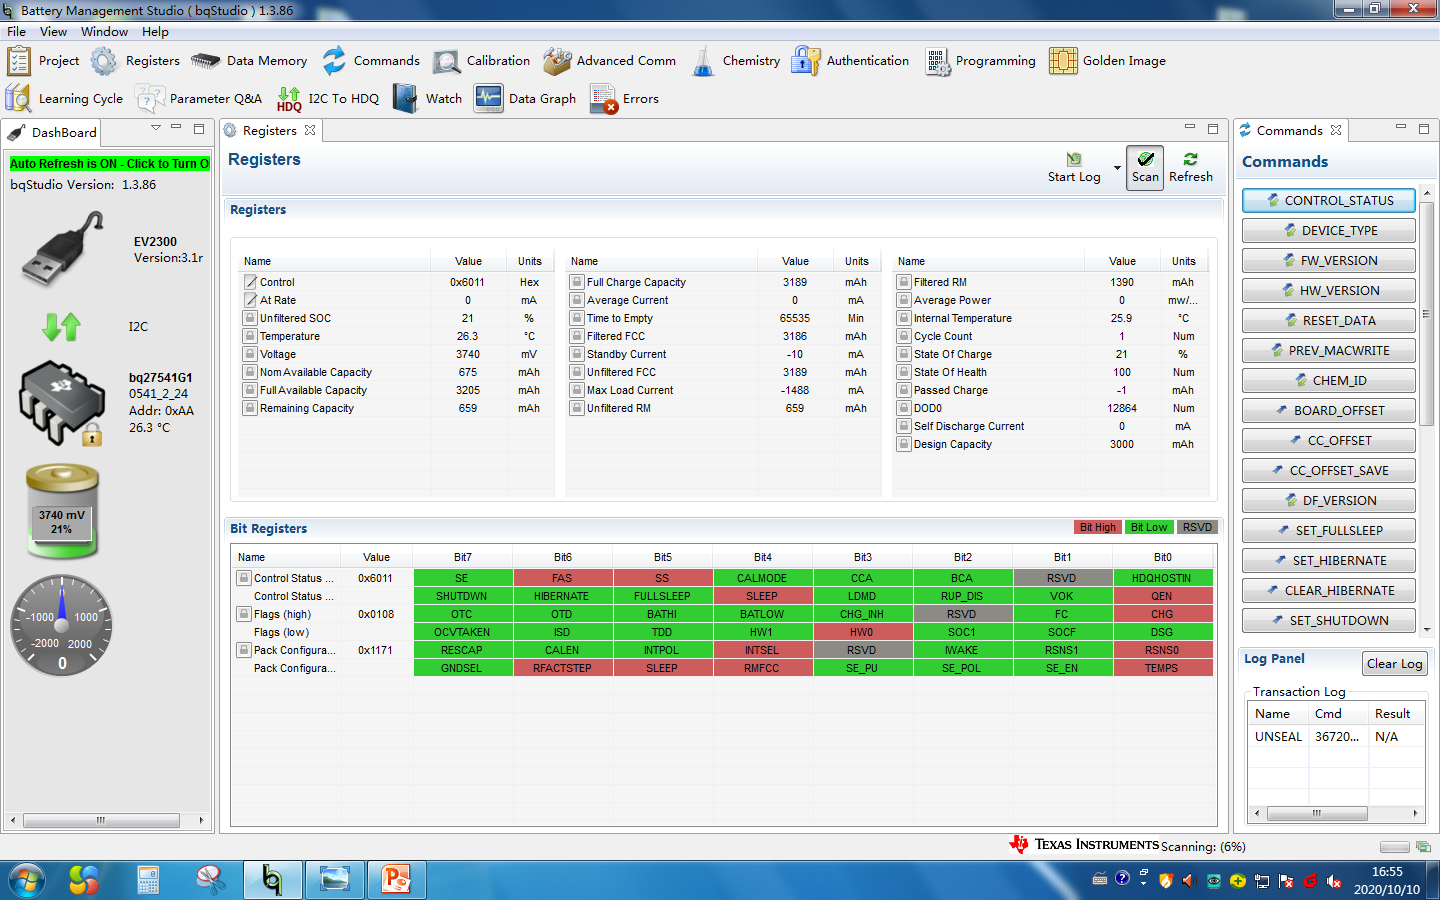 Battery Management Studio ( bqStudio ) 1.3.86
File View Window Help
Project Registers Data Memory Commands Calibration Advanced Comm Chemistry Authentication Programming Golden Image
Learning Cycle Parameter Q&A HDQ I2C To HDQ Watch Data Graph Errors
DashBoard
Auto Refresh is ON - Click to Turn O
bqStudio Version: 1.3.86
EV2300
Version:3.1r
I2C
bq27541G1
0541_2_24
Addr: 0xAA
26.3 °C
3740 mV
21%
-1000 1000
-2000 2000
0
Registers
Registers
Start Log Scan Refresh
Registers
Name Value Units Name Value Units Name Value Units
Control 0x6011 Hex Full Charge Capacity 3189 mAh Filtered RM 1390 mAh
At Rate 0 mA Average Current 0 mA Average Power 0 mw/...
Unfiltered SOC 21 % Time to Empty 65535 Min Internal Temperature 25.9 °C
Temperature 26.3 °C Filtered FCC 3186 mAh Cycle Count 1 Num
Voltage 3740 mV Standby Current -10 mA State Of Charge 21 %
Nom Available Capacity 675 mAh Unfiltered FCC 3189 mAh State Of Health 100 Num
Full Available Capacity 3205 mAh Max Load Current -1488 mA Passed Charge -1 mAh
Remaining Capacity 659 mAh Unfiltered RM 659 mAh DOD0 12864 Num
Self Discharge Current 0 mA
Design Capacity 3000 mAh
Bit Registers Bit High Bit Low RSVD
Name Value Bit7 Bit6 Bit5 Bit4 Bit3 Bit2 Bit1 Bit0
Control Status ... 0x6011 SE FAS SS CALMODE CCA BCA RSVD HDQHOSTIN
Control Status ... SHUTDWN HIBERNATE FULLSLEEP SLEEP LDMD RUP_DIS VOK QEN
Flags (high) 0x0108 OTC OTD BATHI BATLOW CHG_INH RSVD FC CHG
Flags (low) OCVTAKEN ISD TDD HW1 HW0 SOC1 SOCF DSG
Pack Configura... 0x1171 RESCAP CALEN INTPOL INTSEL RSVD IWAKE RSNS1 RSNS0
Pack Configura... GNDSEL RFACTSTEP SLEEP RMFCC SE_PU SE_POL SE_EN TEMPS
Commands
Commands
CONTROL_STATUS
DEVICE_TYPE
FW_VERSION
HW_VERSION
RESET_DATA
PREV_MACWRITE
CHEM_ID
BOARD_OFFSET
CC_OFFSET
CC_OFFSET_SAVE
DF_VERSION
SET_FULLSLEEP
SET_HIBERNATE
CLEAR_HIBERNATE
SET_SHUTDOWN
Log Panel Clear Log
Transaction Log
Name Cmd Result
UNSEAL 36720... N/A
TEXAS INSTRUMENTS Scanning: (6%)
16:55
2020/10/10